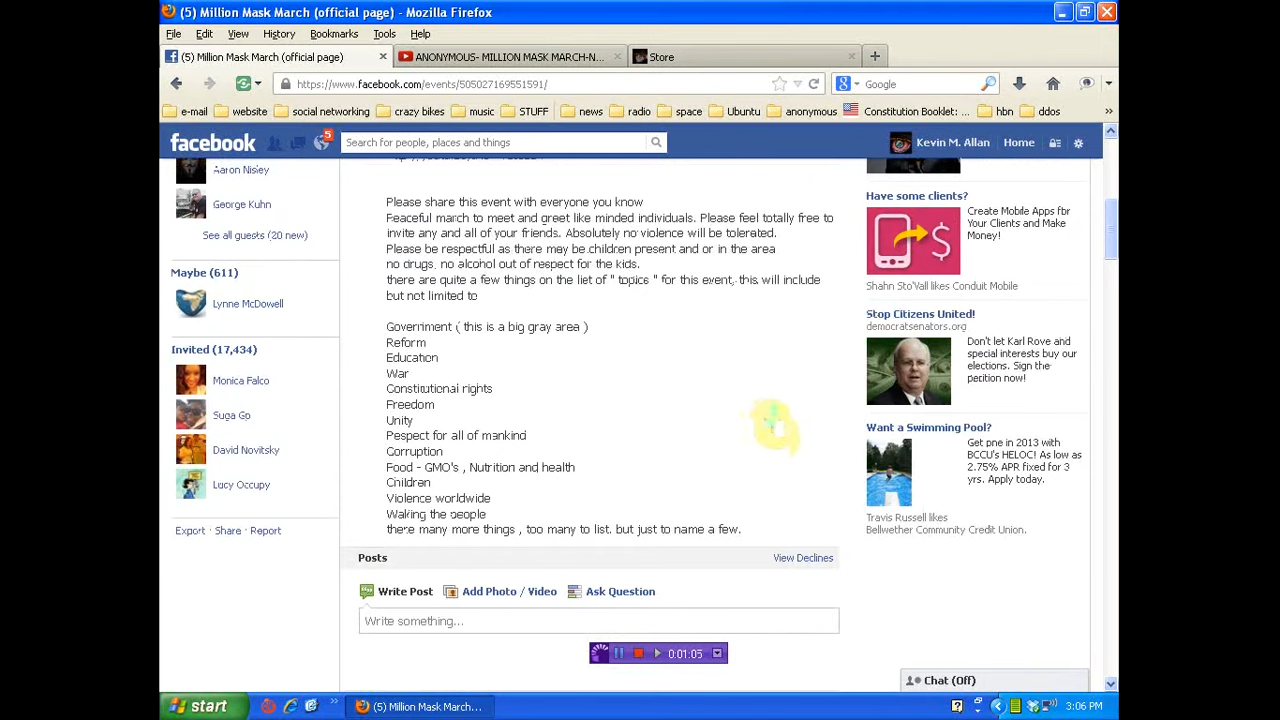 (5) Million Mask March (official page) - Mozilla Firefox
File Edit View History Bookmarks Tools Help
(5) Million Mask March (official page)
ANONYMOUS- MILLION MASK MARCH-N...
Store
https://www.facebook.com/events/505027169551591/
Google
e-mail website social networking crazy bikes music STUFF news radio space Ubuntu anonymous Constitution Booklet:... hbn ddos
facebook
5
Search for people, places and things
Kevin M. Allan Home
Aaron Nisley
George Kuhn
See all guests (20 new)
Maybe (611)
Lynne McDowell
Invited (17,434)
Monica Falco
Suga Go
David Novitsky
Lucy Occupy
Export · Share · Report
Please share this event with everyone you know
Peaceful march to meet and greet like minded individuals. Please feel totally free to
invite any and all of your friends. Absolutely no violence will be tolerated.
Please be respectful as there may be children present and or in the area
no drugs, no alcohol out of respect for the kids.
there are quite a few things on the list of " topics " for this event, this will include
but not limited to
Government ( this is a big gray area )
Reform
Education
War
Constitutional rights
Freedom
Unity
Respect for all of mankind
Corruption
Food - GMO's , Nutrition and health
Children
Violence worldwide
Waking the people
there many more things , too many to list. but just to name a few.
Posts
View Declines
Write Post Add Photo / Video Ask Question
Write something...
0:01:05
Have some clients?
Create Mobile Apps for
Your Clients and Make
Money!
Shahn Sto'Vall likes Conduit Mobile
Stop Citizens United!
democratsenators.org
Don't let Karl Rove and
special interests buy our
elections. Sign the
petition now!
Want a Swimming Pool?
Get one in 2013 with
BCCU's HELOC! As low as
2.75% APR fixed for 3
yrs. Apply today.
Travis Russell likes
Bellwether Community Credit Union.
Chat (Off)
start
(5) Million Mask March...
3:06 PM